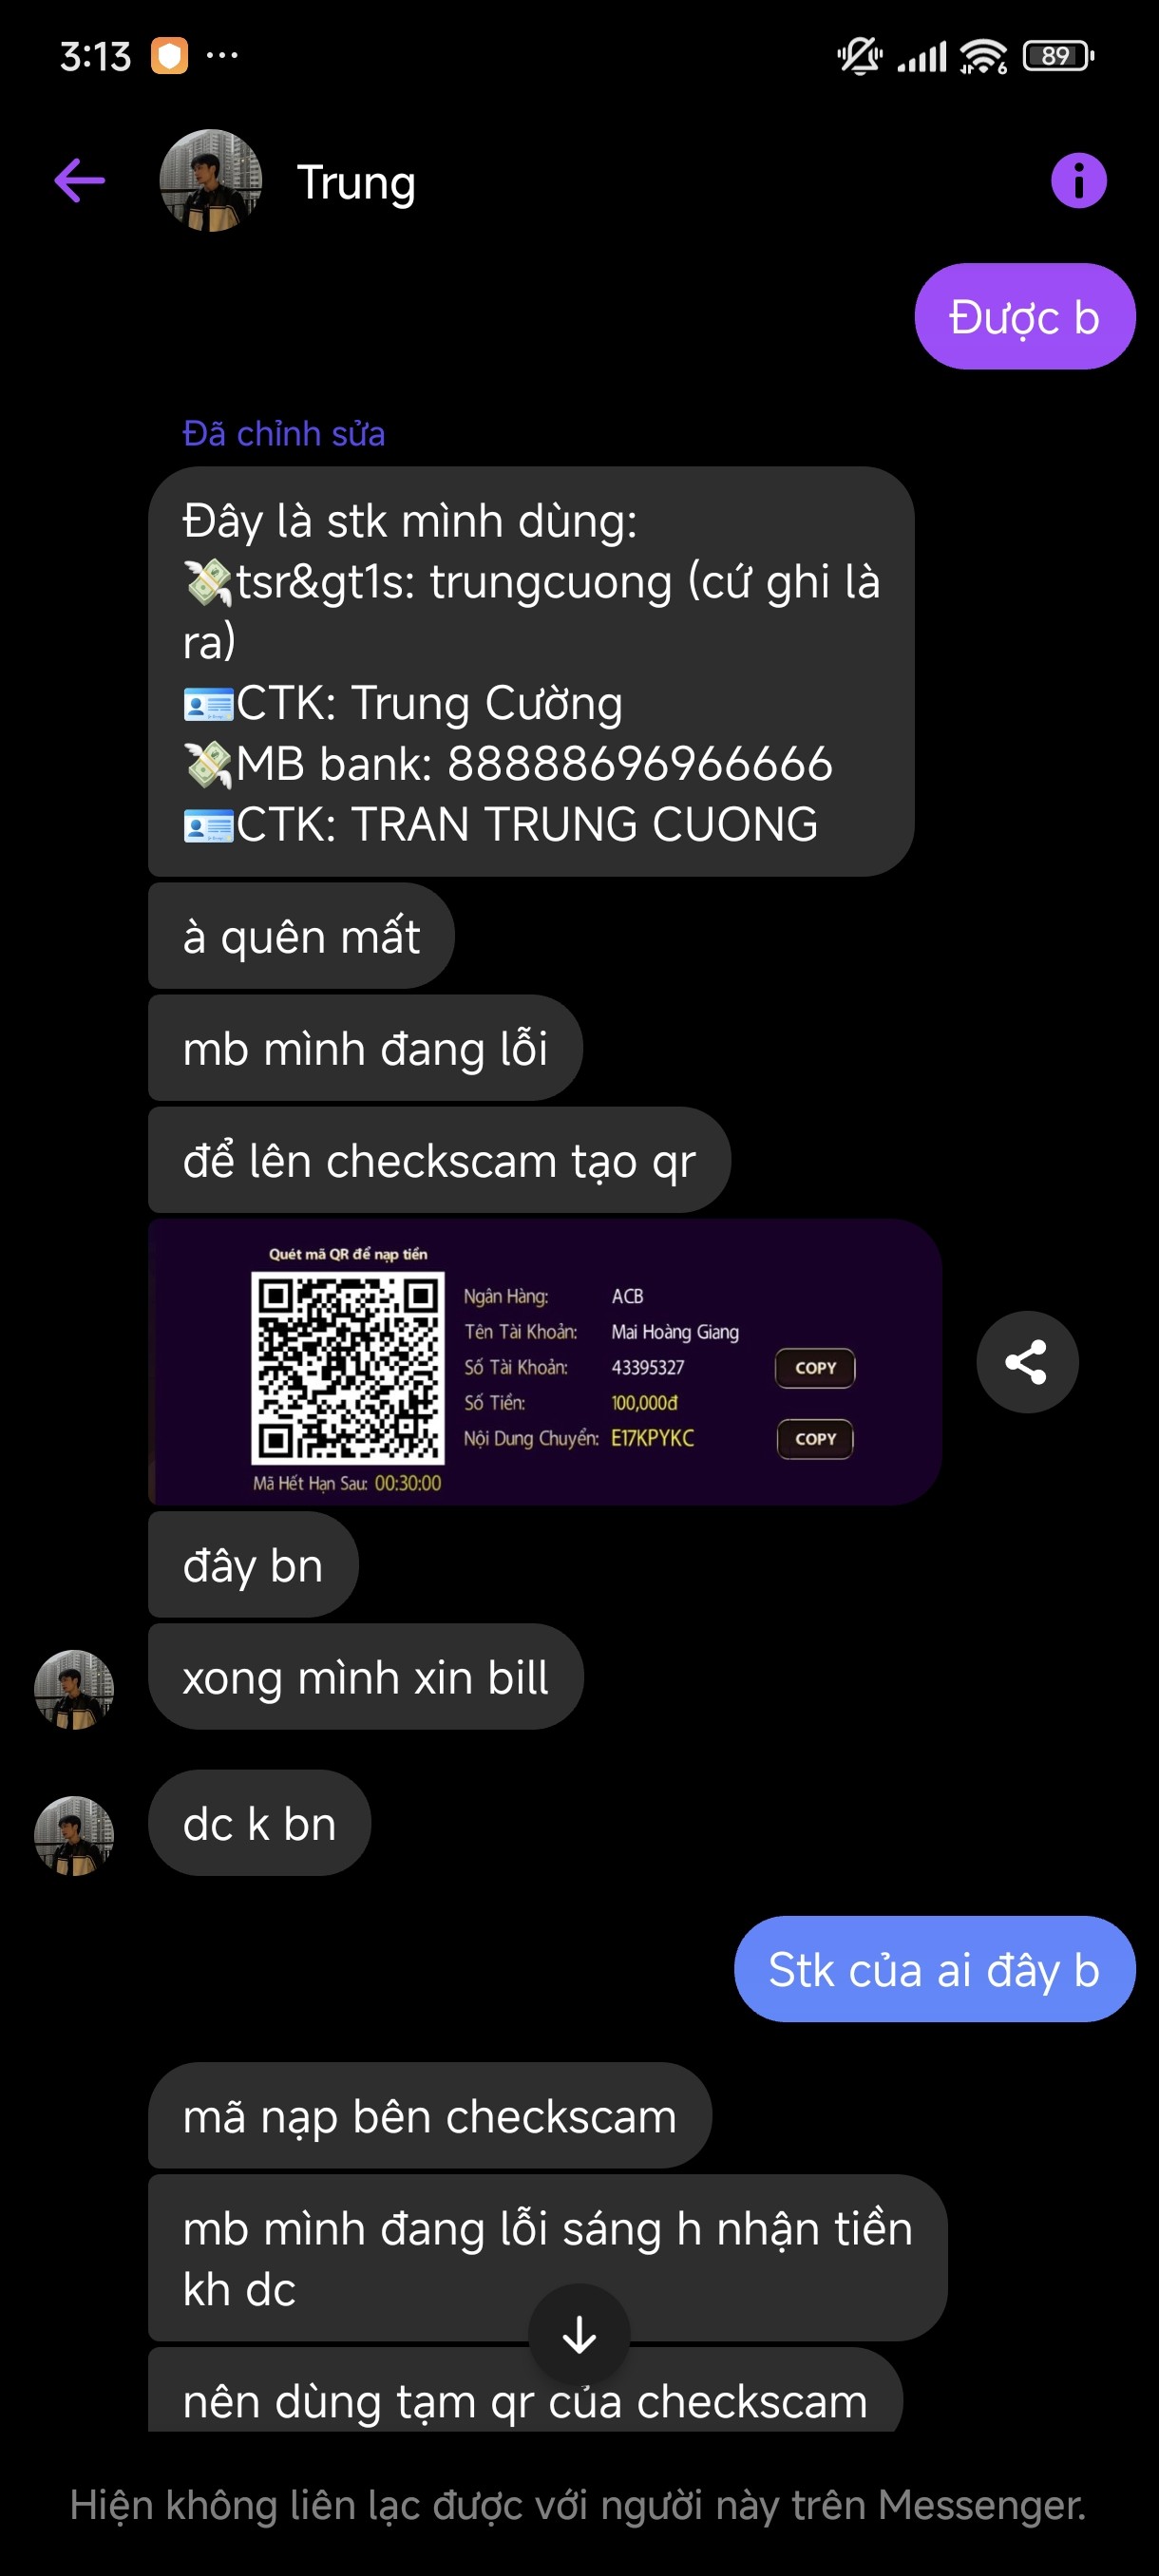 3:13
89
Trung
Được b
Đã chỉnh sửa
Đây là stk mình dùng:
💸tsr&gt1s: trungcuong (cứ ghi là
ra)
🪪CTK: Trung Cường
💸MB bank: 88888696966666
🪪CTK: TRAN TRUNG CUONG
à quên mất
mb mình đang lỗi
để lên checkscam tạo qr
Quét mã QR để nạp tiền
Ngân Hàng: ACB
Tên Tài Khoản: Mai Hoàng Giang
Số Tài Khoản: 43395327 COPY
Số Tiền: 100,000đ
Nội Dung Chuyển: E17KPYKC COPY
Mã Hết Hạn Sau: 00:30:00
đây bn
xong mình xin bill
dc k bn
Stk của ai đây b
mã nạp bên checkscam
mb mình đang lỗi sáng h nhận tiền
kh dc
nên dùng tạm qr của checkscam
Hiện không liên lạc được với người này trên Messenger.